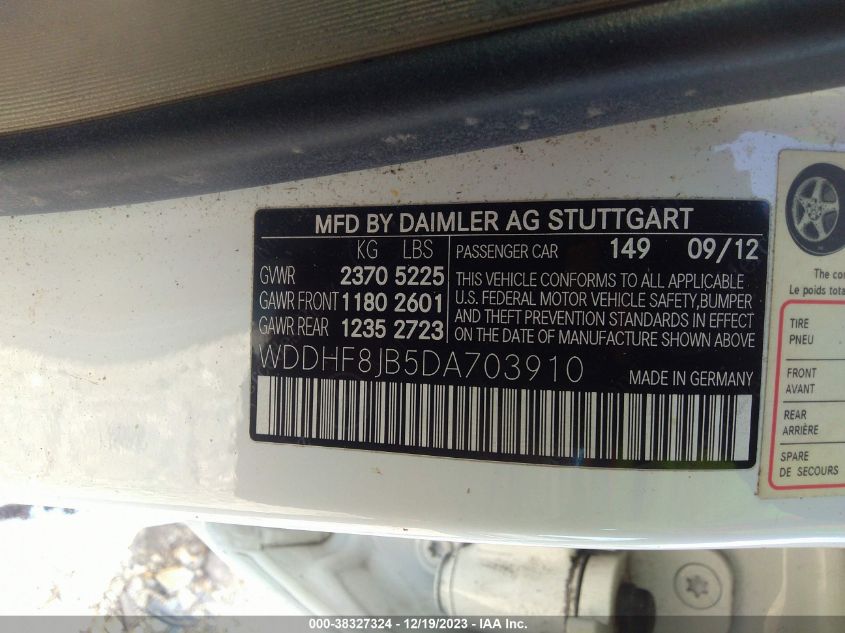 MFD BY DAIMLER AG STUTTGART
KG LBS PASSENGER CAR 149 09/12
GVWR 2370 5225
GAWR FRONT 1180 2601
GAWR REAR 1235 2723
THIS VEHICLE CONFORMS TO ALL APPLICABLE
U.S. FEDERAL MOTOR VEHICLE SAFETY, BUMPER
AND THEFT PREVENTION STANDARDS IN EFFECT
ON THE DATE OF MANUFACTURE SHOWN ABOVE
WDDHF8JB5DA703910 MADE IN GERMANY
The co
Le poids tota
TIRE
PNEU
FRONT
AVANT
REAR
ARRIÈRE
SPARE
DE SECOURS
000-38327324 - 12/19/2023 - IAA Inc.